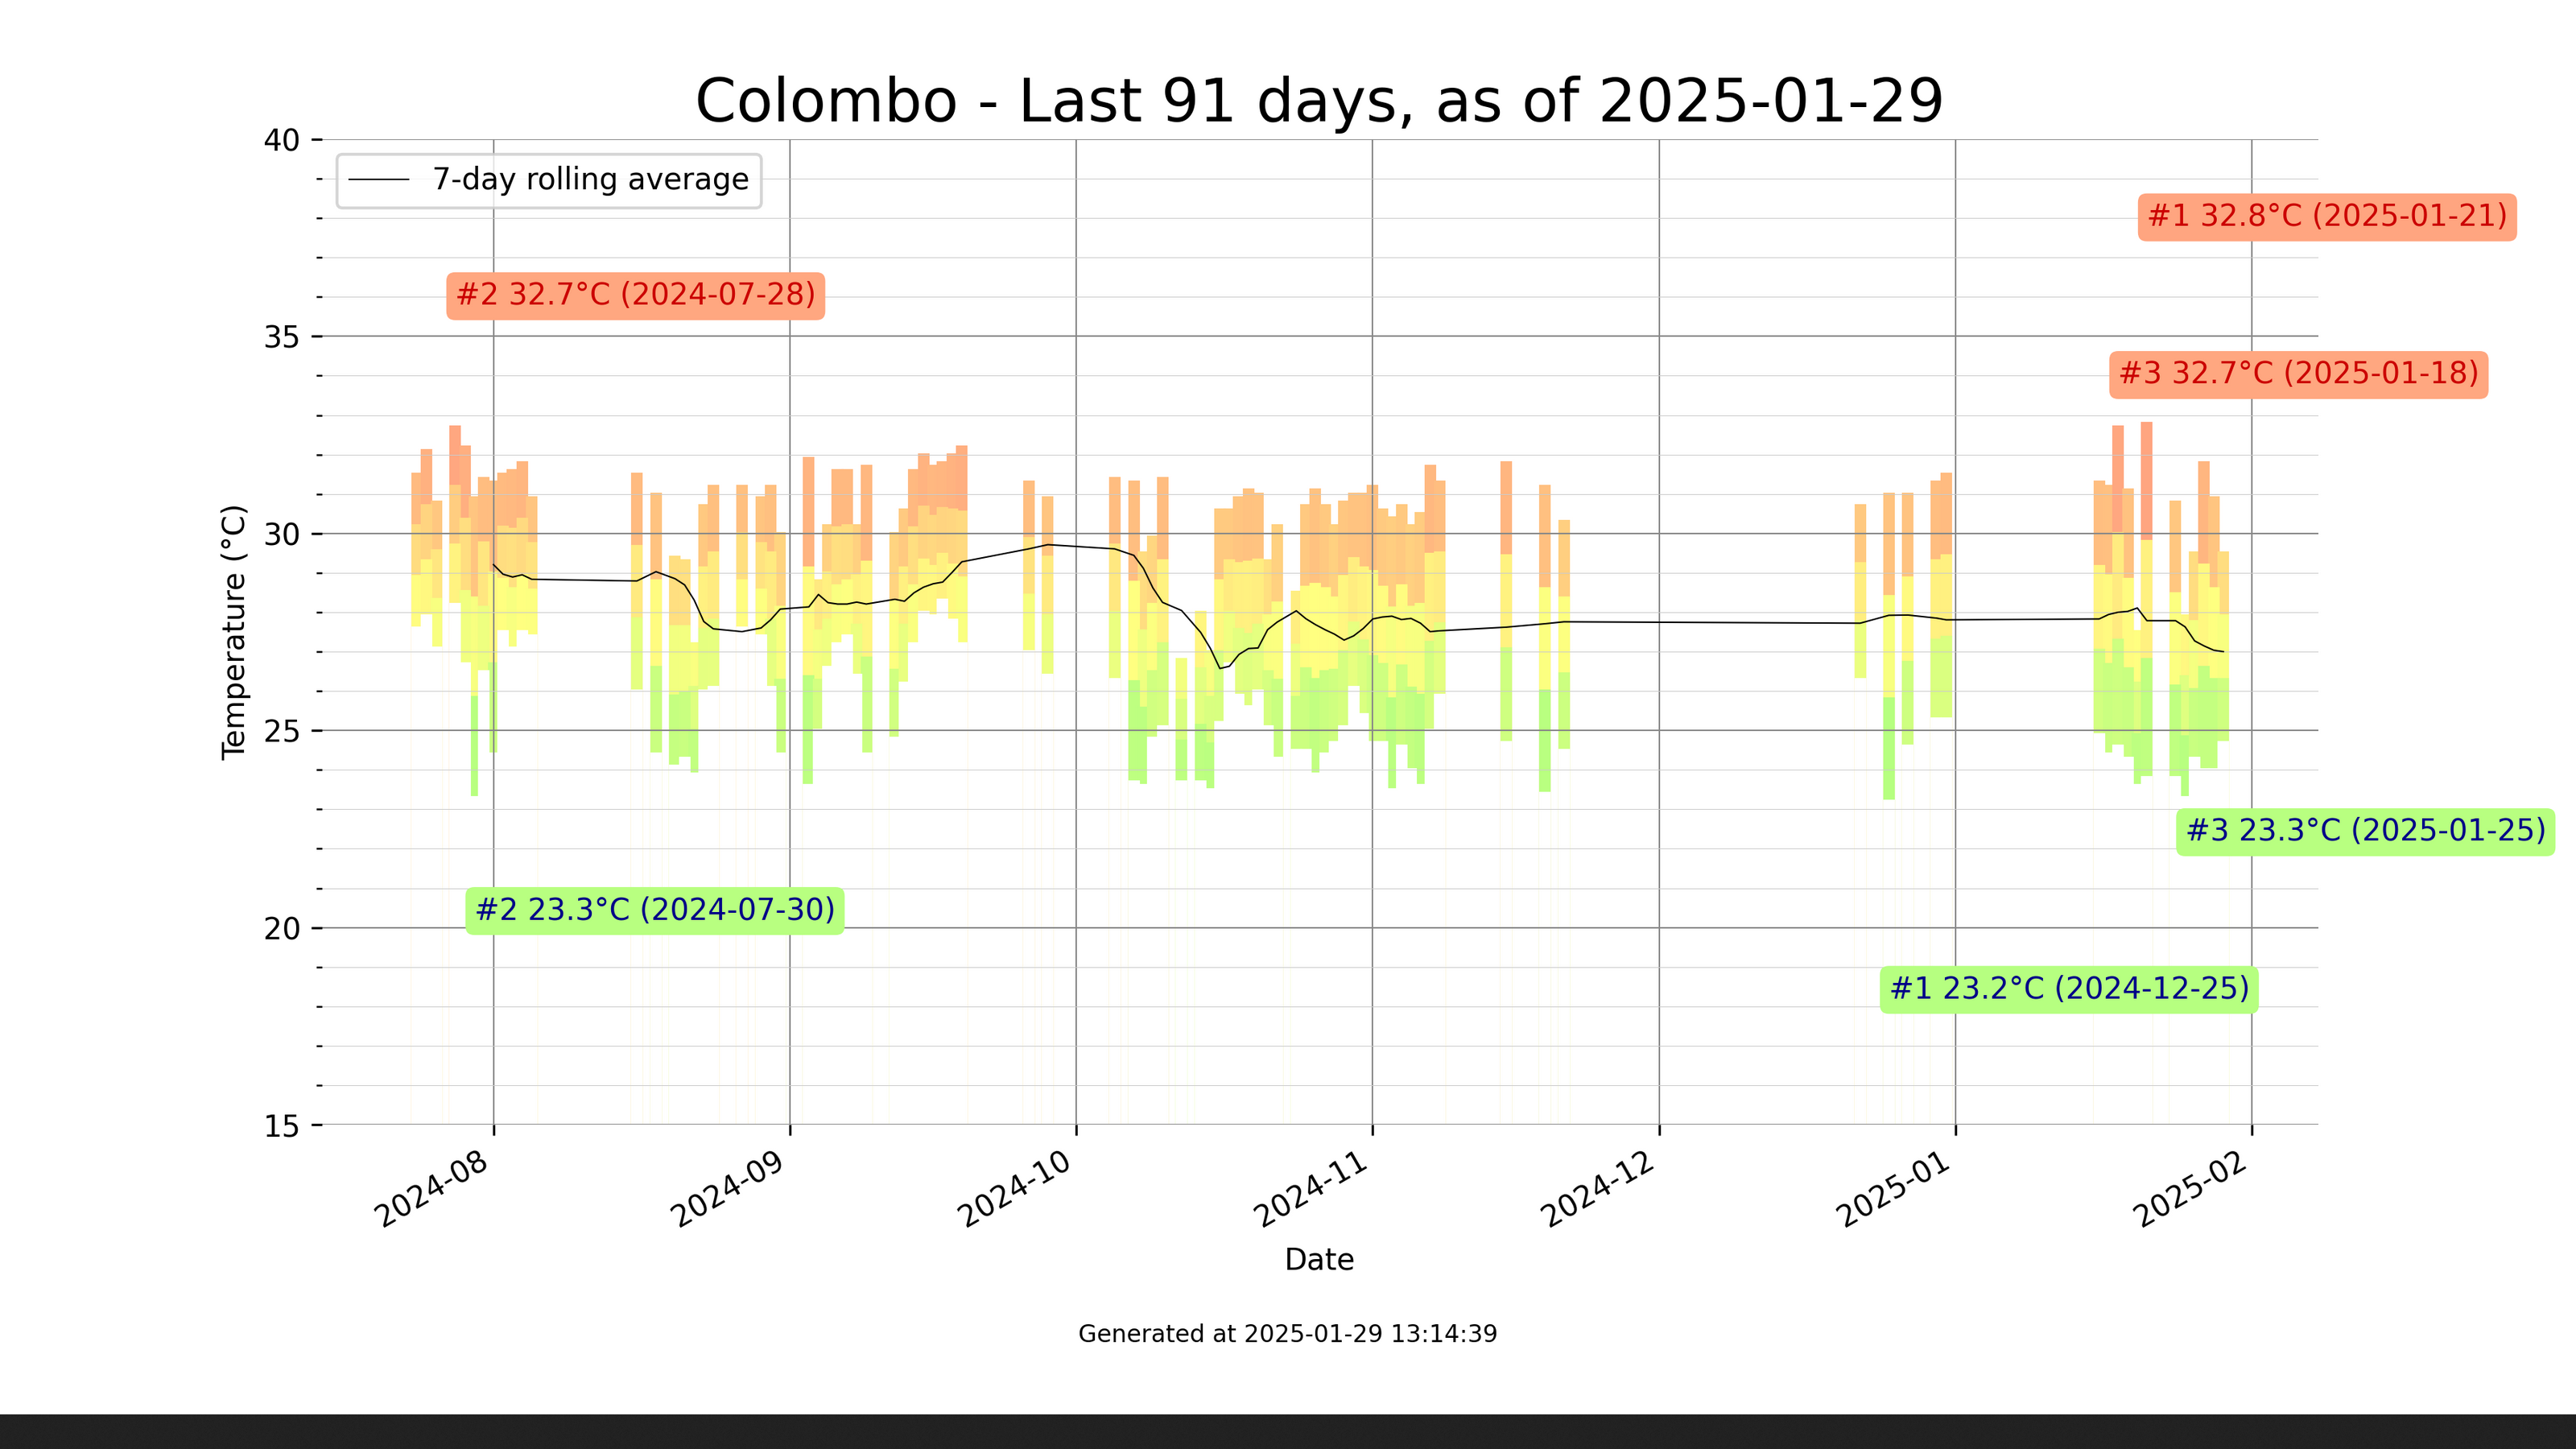 Colombo - Last 91 days, as of 2025-01-29
40
7-day rolling average
#1 32.8°C (2025-01-21)
#2 32.7°C (2024-07-28)
35
#3 32.7°C (2025-01-18)
30
Temperature (°C)
25
#3 23.3°C (2025-01-25)
#2 23.3°C (2024-07-30)
20
#1 23.2°C (2024-12-25)
15
2024-08
2024-09
2024-10
2024-11
2024-12
2025-01
2025-02
Date
Generated at 2025-01-29 13:14:39